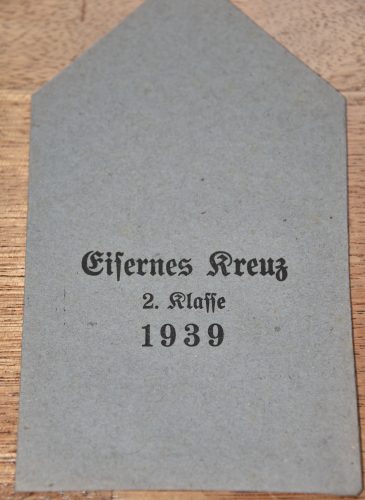 Eiſernes Kreuz
2. Klaſſe
1939